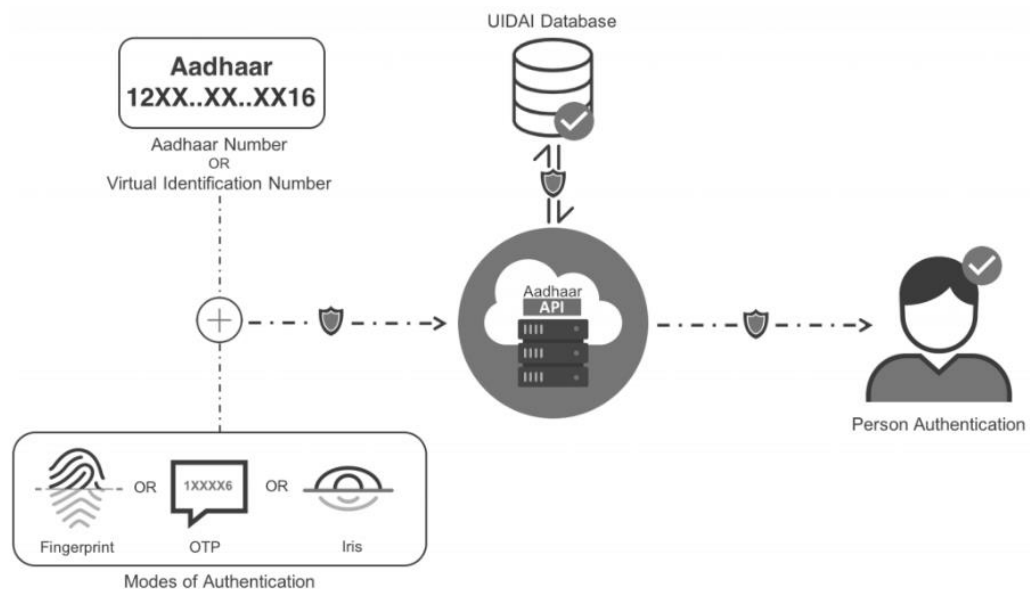 UIDAI Database
Aadhaar
12XX..XX..XX16
Aadhaar Number
OR
Virtual Identification Number
Aadhaar
API
Person Authentication
1XXXX6
OR
OR
Fingerprint
OTP
Iris
Modes of Authentication